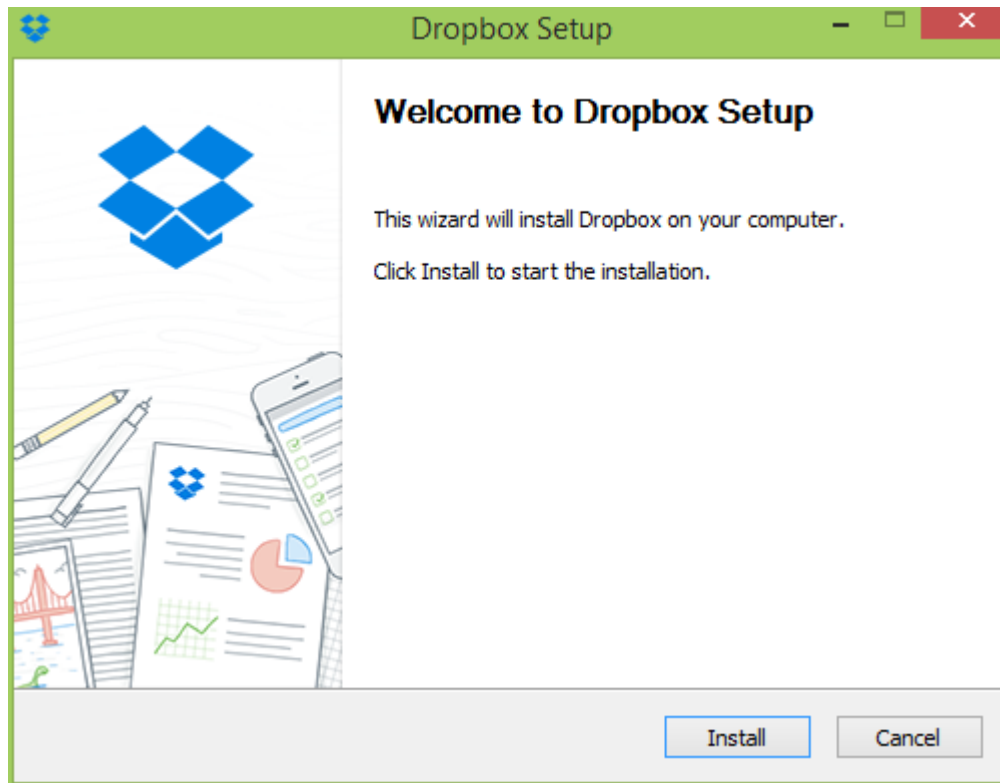 Dropbox Setup
Welcome to Dropbox Setup
This wizard will install Dropbox on your computer.
Click Install to start the installation.
Install
Cancel